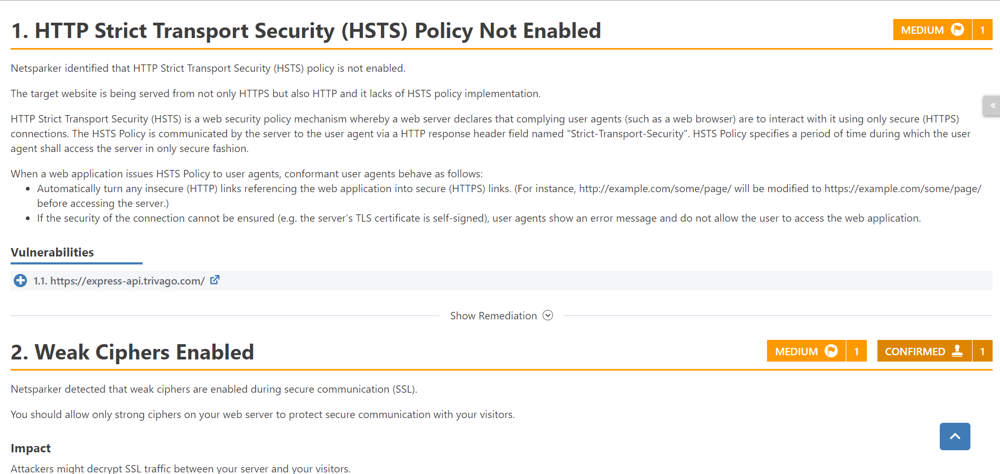 1. HTTP Strict Transport Security (HSTS) Policy Not Enabled
MEDIUM 1
Netsparker identified that HTTP Strict Transport Security (HSTS) policy is not enabled.
The target website is being served from not only HTTPS but also HTTP and it lacks of HSTS policy implementation.
HTTP Strict Transport Security (HSTS) is a web security policy mechanism whereby a web server declares that complying user agents (such as a web browser) are to interact with it using only secure (HTTPS)
connections. The HSTS Policy is communicated by the server to the user agent via a HTTP response header field named "Strict-Transport-Security". HSTS Policy specifies a period of time during which the user
agent shall access the server in only secure fashion.
When a web application issues HSTS Policy to user agents, conformant user agents behave as follows:
• Automatically turn any insecure (HTTP) links referencing the web application into secure (HTTPS) links. (For instance, http://example.com/some/page/ will be modified to https://example.com/some/page/
before accessing the server.)
• If the security of the connection cannot be ensured (e.g. the server's TLS certificate is self-signed), user agents show an error message and do not allow the user to access the web application.
Vulnerabilities
1.1. https://express-api.trivago.com/
Show Remediation
2. Weak Ciphers Enabled
MEDIUM 1 CONFIRMED 1
Netsparker detected that weak ciphers are enabled during secure communication (SSL).
You should allow only strong ciphers on your web server to protect secure communication with your visitors.
Impact
Attackers might decrypt SSL traffic between your server and your visitors.